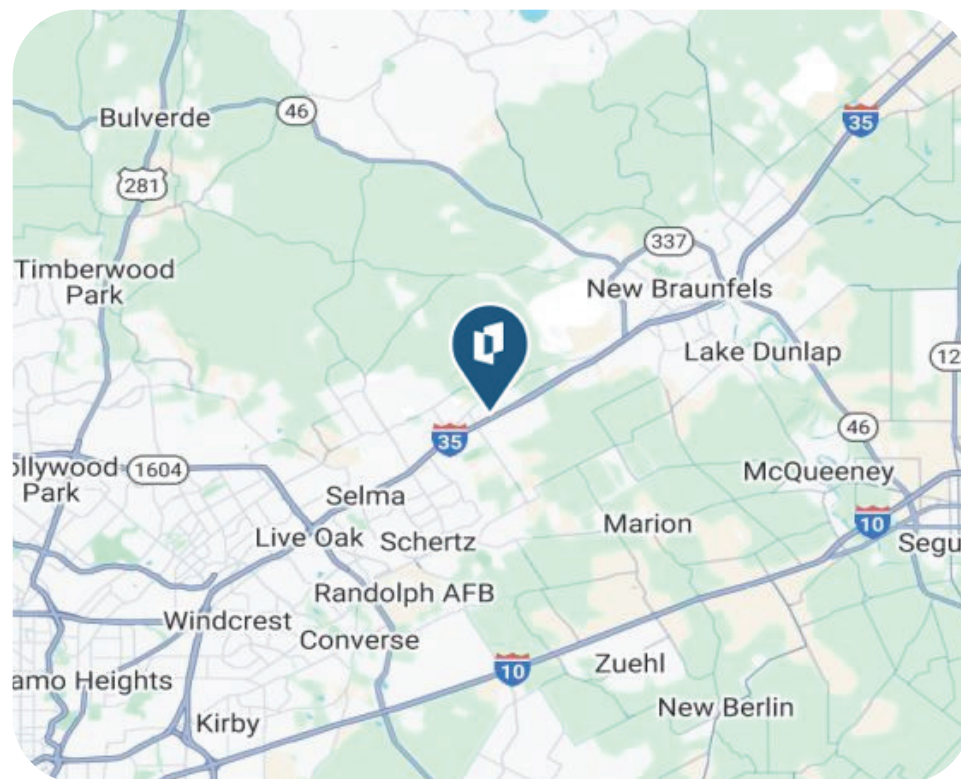 46
35
Bulverde
281
337
Timberwood
Park
New Braunfels
Lake Dunlap
12
35
46
ollywood
Park
1604
McQueeney
Selma
10
Marion
Live Oak
Schertz
Segu
Randolph AFB
Windcrest
Converse
Zuehl
10
amo Heights
New Berlin
Kirby